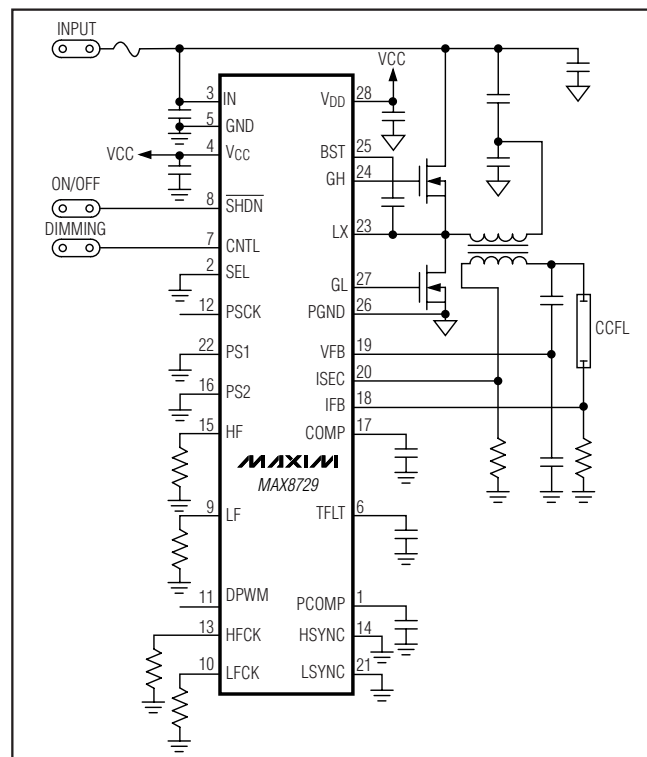 INPUT
VCC
3 IN
5 GND
VCC 4 VCC
ON/OFF
8 SHDN
DIMMING
7 CNTL
2 SEL
12 PSCK
22 PS1
16 PS2
15 HF
9 LF
11 DPWM
13 HFCK
10 LFCK
MAXIM
MAX8729
VDD 28
BST 25
GH 24
LX 23
GL 27
PGND 26
VFB 19
ISEC 20
IFB 18
COMP 17
TFLT 6
PCOMP 1
HSYNC 14
LSYNC 21
CCFL